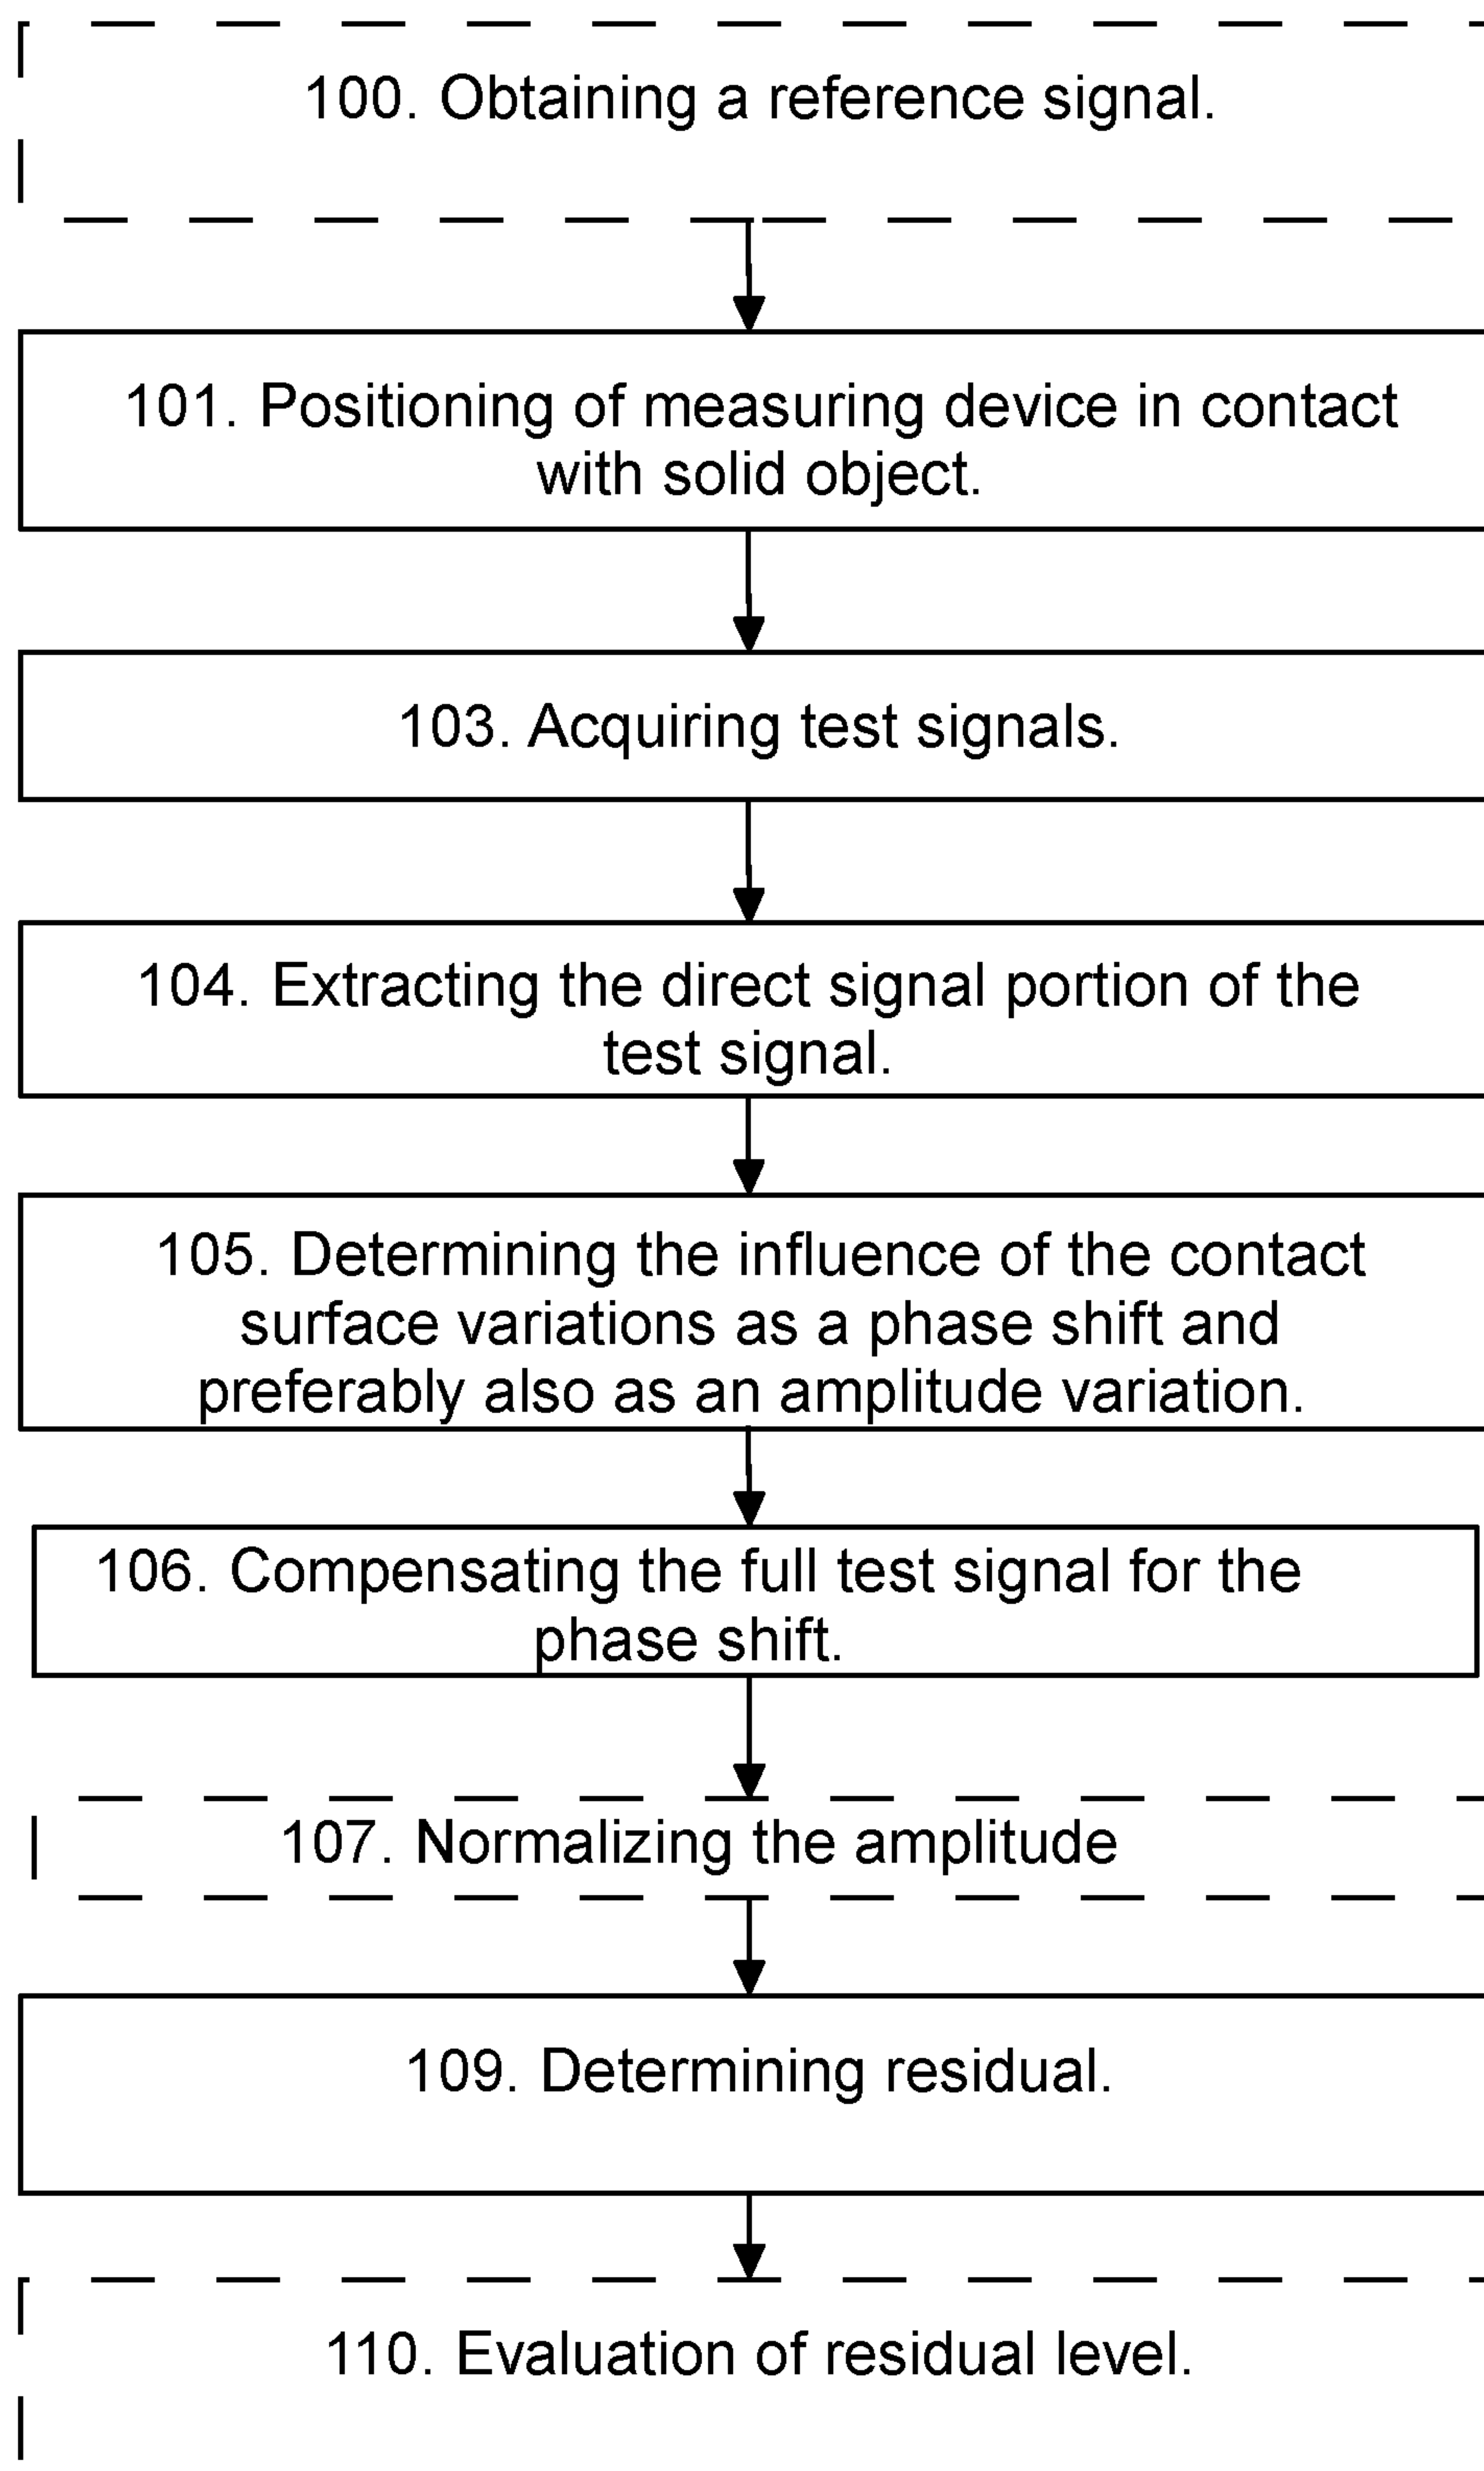 100. Obtaining a reference signal.
101. Positioning of measuring device in contact
with solid object.
103. Acquiring test signals.
104. Extracting the direct signal portion of the
test signal.
105. Determining the influence of the contact
surface variations as a phase shift and
preferably also as an amplitude variation.
106. Compensating the full test signal for the
phase shift.
107. Normalizing the amplitude
109. Determining residual.
110. Evaluation of residual level.